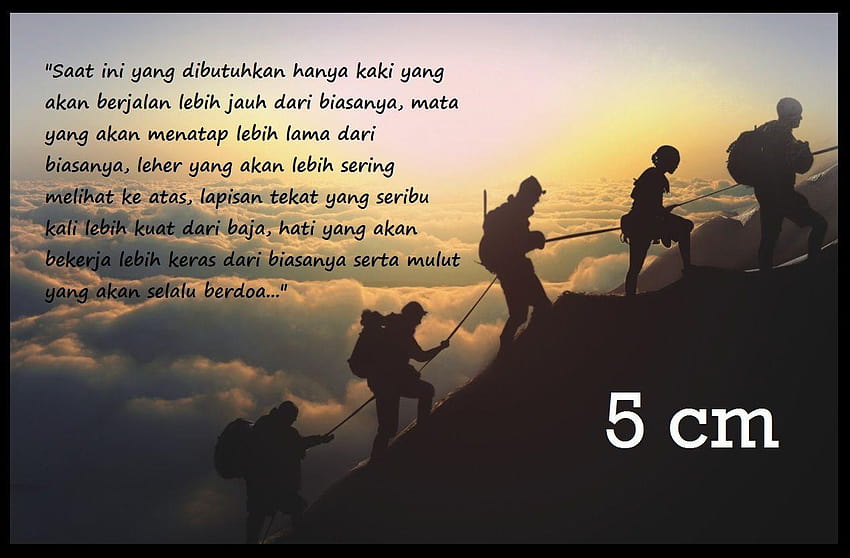 "Saat ini yang dibutuhkan hanya kaki yang
akan berjalan lebih jauh dari biasanya, mata
yang akan menatap lebih lama dari
biasanya, leher yang akan lebih sering
melihat ke atas, lapisan tekat yang seribu
kali lebih kuat dari baja, hati yang akan
bekerja lebih keras dari biasanya serta mulut
yang akan selalu berdoa..."
5 cm